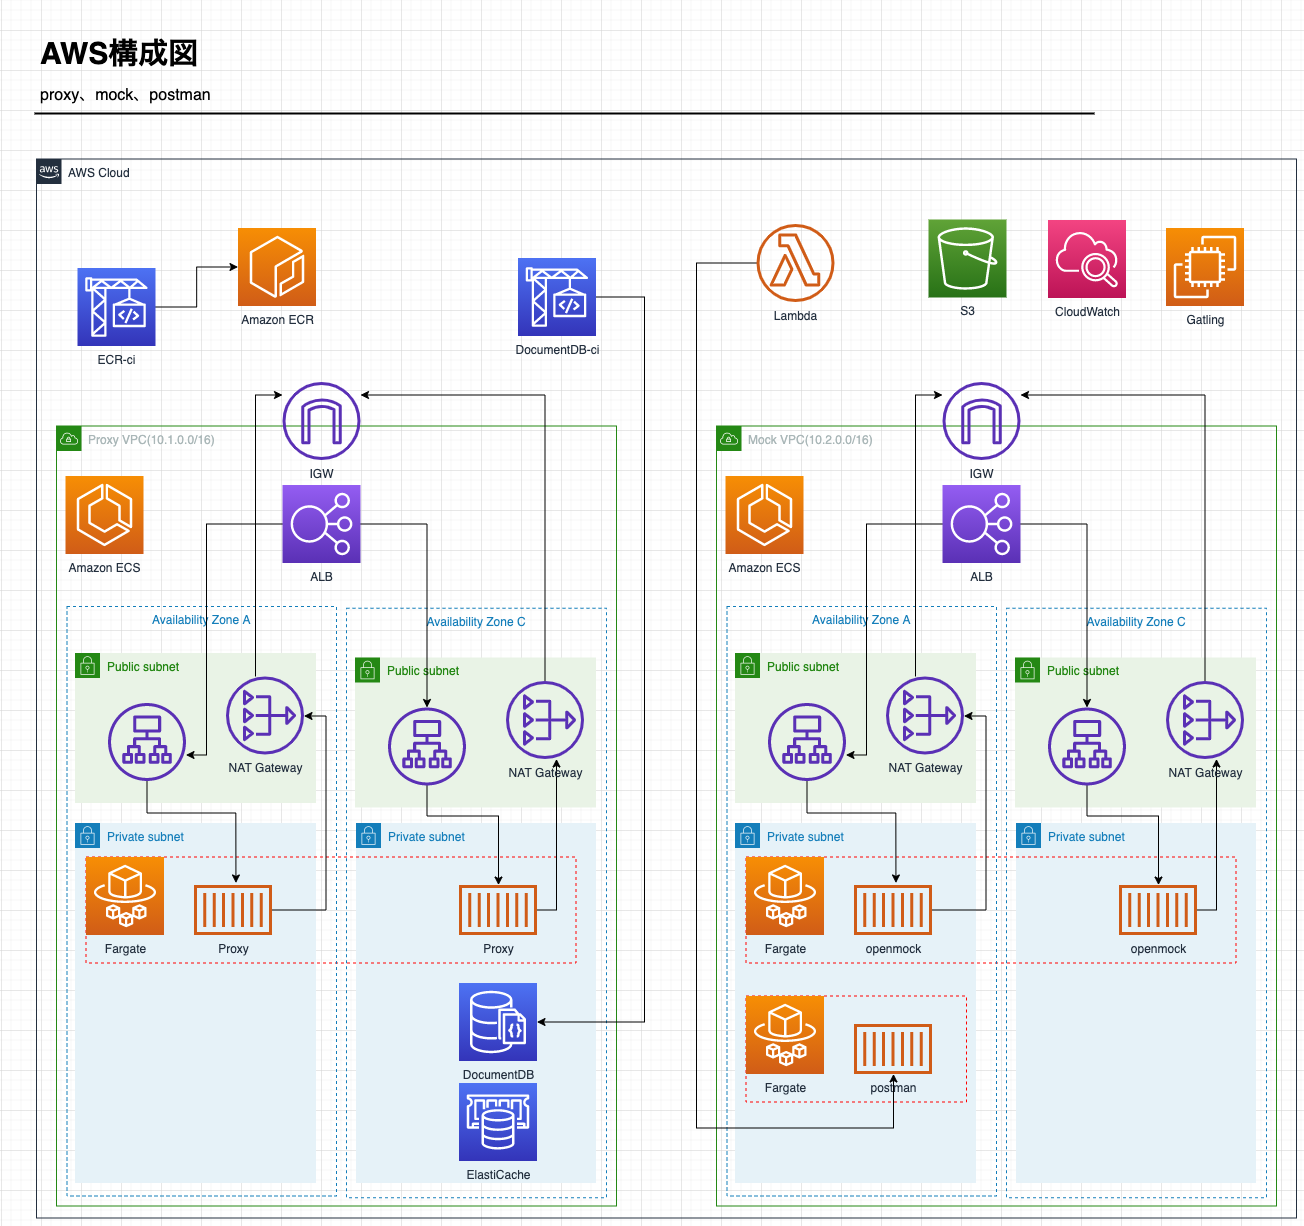 AWS構成図
proxy、mock、postman
aws
AWS Cloud
ECR-ci
Amazon ECR
DocumentDB-ci
Lambda
S3
CloudWatch
Gatling
Proxy VPC(10.1.0.0/16)
IGW
Amazon ECS
ALB
Availability Zone A
Availability Zone C
Public subnet
Public subnet
NAT Gateway
NAT Gateway
Private subnet
Private subnet
Fargate
Proxy
Proxy
DocumentDB
ElastiCache
Mock VPC(10.2.0.0/16)
IGW
Amazon ECS
ALB
Availability Zone A
Availability Zone C
Public subnet
Public subnet
NAT Gateway
NAT Gateway
Private subnet
Private subnet
Fargate
openmock
openmock
Fargate
postman